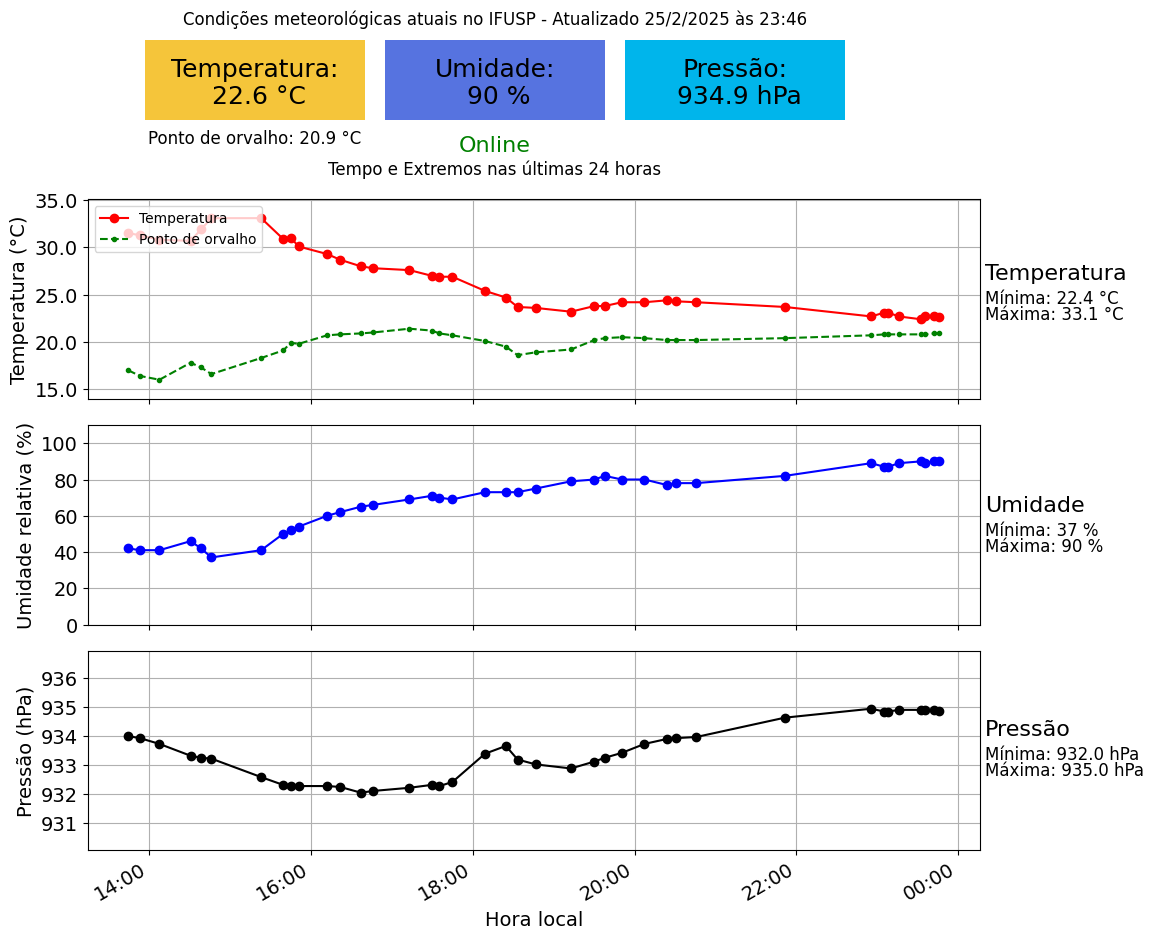 Condições meteorológicas atuais no IFUSP - Atualizado 25/2/2025 às 23:46
Temperatura:
22.6 °C
Umidade:
90 %
Pressão:
934.9 hPa
Ponto de orvalho: 20.9 °C
Online
Tempo e Extremos nas últimas 24 horas
Temperatura (°C)
35.0
30.0
25.0
20.0
15.0
Temperatura
Ponto de orvalho
Temperatura
Mínima: 22.4 °C
Máxima: 33.1 °C
Umidade relativa (%)
100
80
60
40
20
0
Umidade
Mínima: 37 %
Máxima: 90 %
Pressão (hPa)
936
935
934
933
932
931
Pressão
Mínima: 932.0 hPa
Máxima: 935.0 hPa
14:00
16:00
18:00
20:00
22:00
00:00
Hora local